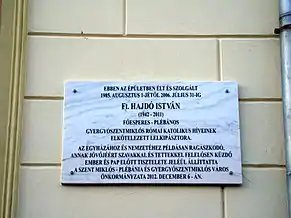 EBBEN AZ ÉPÜLETBEN ÉLT ÉS SZOLGÁLT
1985. AUGUSZTUS 1-JÉTŐL 2006. JÚLIUS 31-IG
Ft. HAJDÓ ISTVÁN
(1942 - 2011)
FŐESPERES - PLÉBÁNOS
GYERGYÓSZENTMIKLÓS RÓMAI KATOLIKUS HÍVEINEK
ELKÖTELEZETT LELKIPÁSZTORA.
AZ EGYHÁZÁHOZ ÉS NEMZETÉHEZ PÉLDÁSAN RAGASZKODÓ,
ANNAK JÖVŐJÉÉRT SZAVAKKAL ÉS TETTEKKEL FELELŐSEN KÜZDŐ
EMBER ÉS PAP ELŐTT TISZTELETE JELÉÜL ÁLLÍTTATTA
A SZENT MIKLÓS - PLÉBÁNIA ÉS GYERGYÓSZENTMIKLÓS VÁROS
ÖNKORMÁNYZATA 2012. DECEMBER 6 - ÁN.